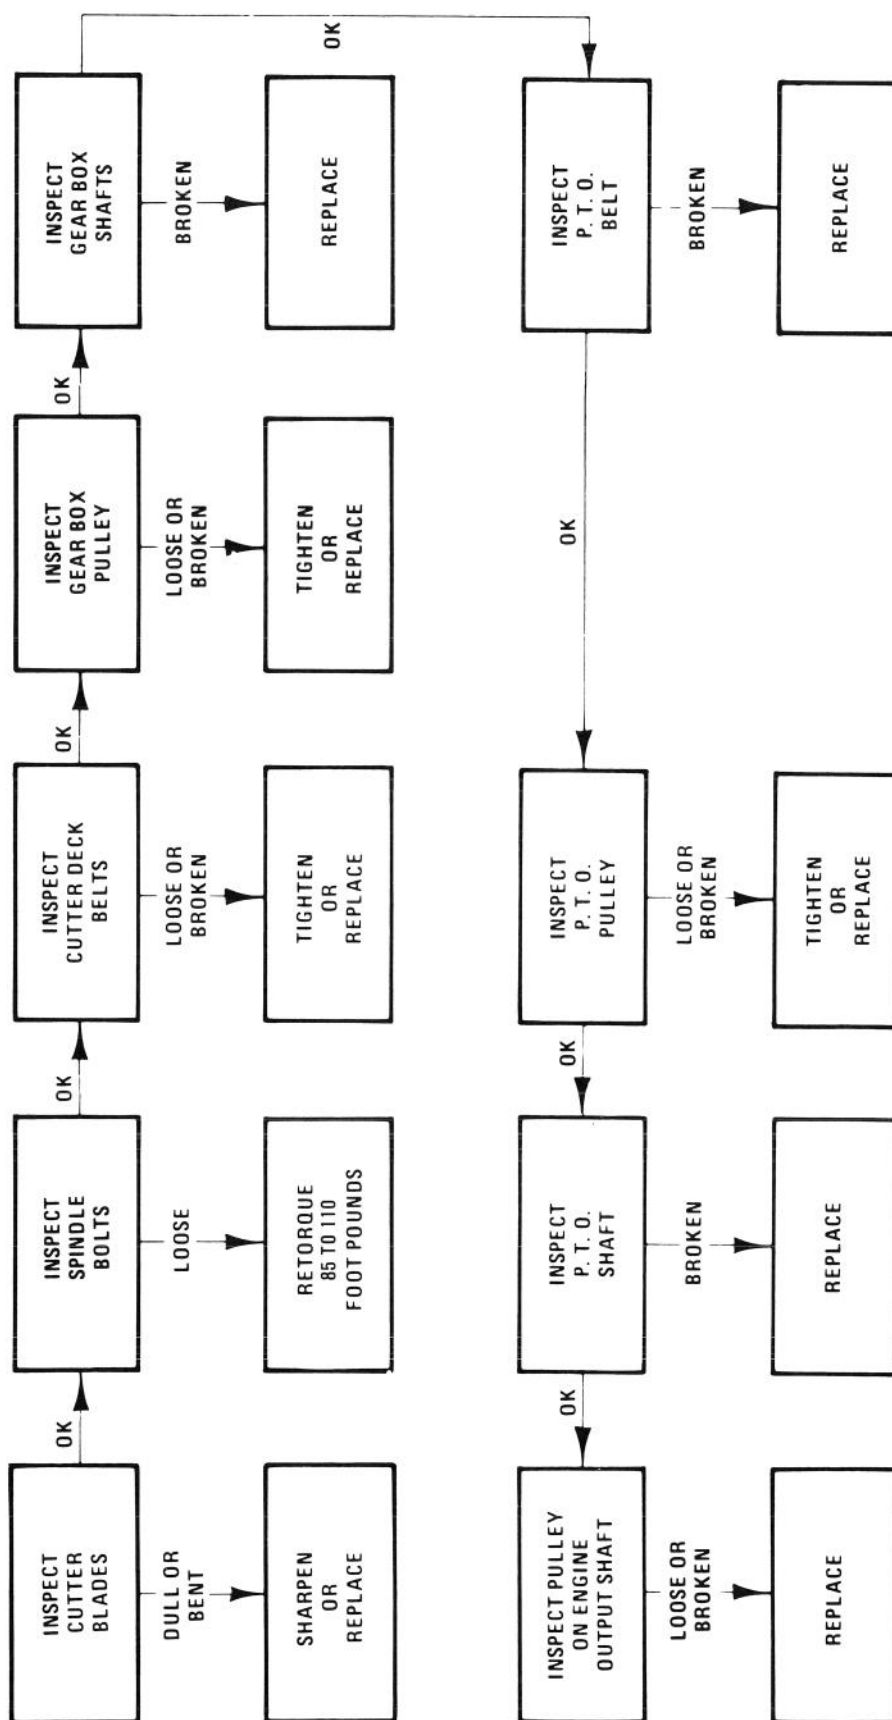 INSPECT
CUTTER
BLADES
OK
INSPECT
SPINDLE
BOLTS
OK
INSPECT
CUTTER DECK
BELTS
OK
INSPECT
GEAR BOX
PULLEY
OK
INSPECT
GEAR BOX
SHAFTS
OK
DULL OR
BENT
LOOSE
LOOSE OR
BROKEN
LOOSE OR
BROKEN
BROKEN
SHARPEN
OR
REPLACE
RETORQUE
85 TO 110
FOOT POUNDS
TIGHTEN
OR
REPLACE
TIGHTEN
OR
REPLACE
REPLACE
INSPECT PULLEY
ON ENGINE
OUTPUT SHAFT
OK
INSPECT
P. T. O.
SHAFT
OK
INSPECT
P. T. O.
PULLEY
OK
INSPECT
P. T. O.
BELT
LOOSE OR
BROKEN
BROKEN
LOOSE OR
BROKEN
BROKEN
REPLACE
REPLACE
TIGHTEN
OR
REPLACE
REPLACE